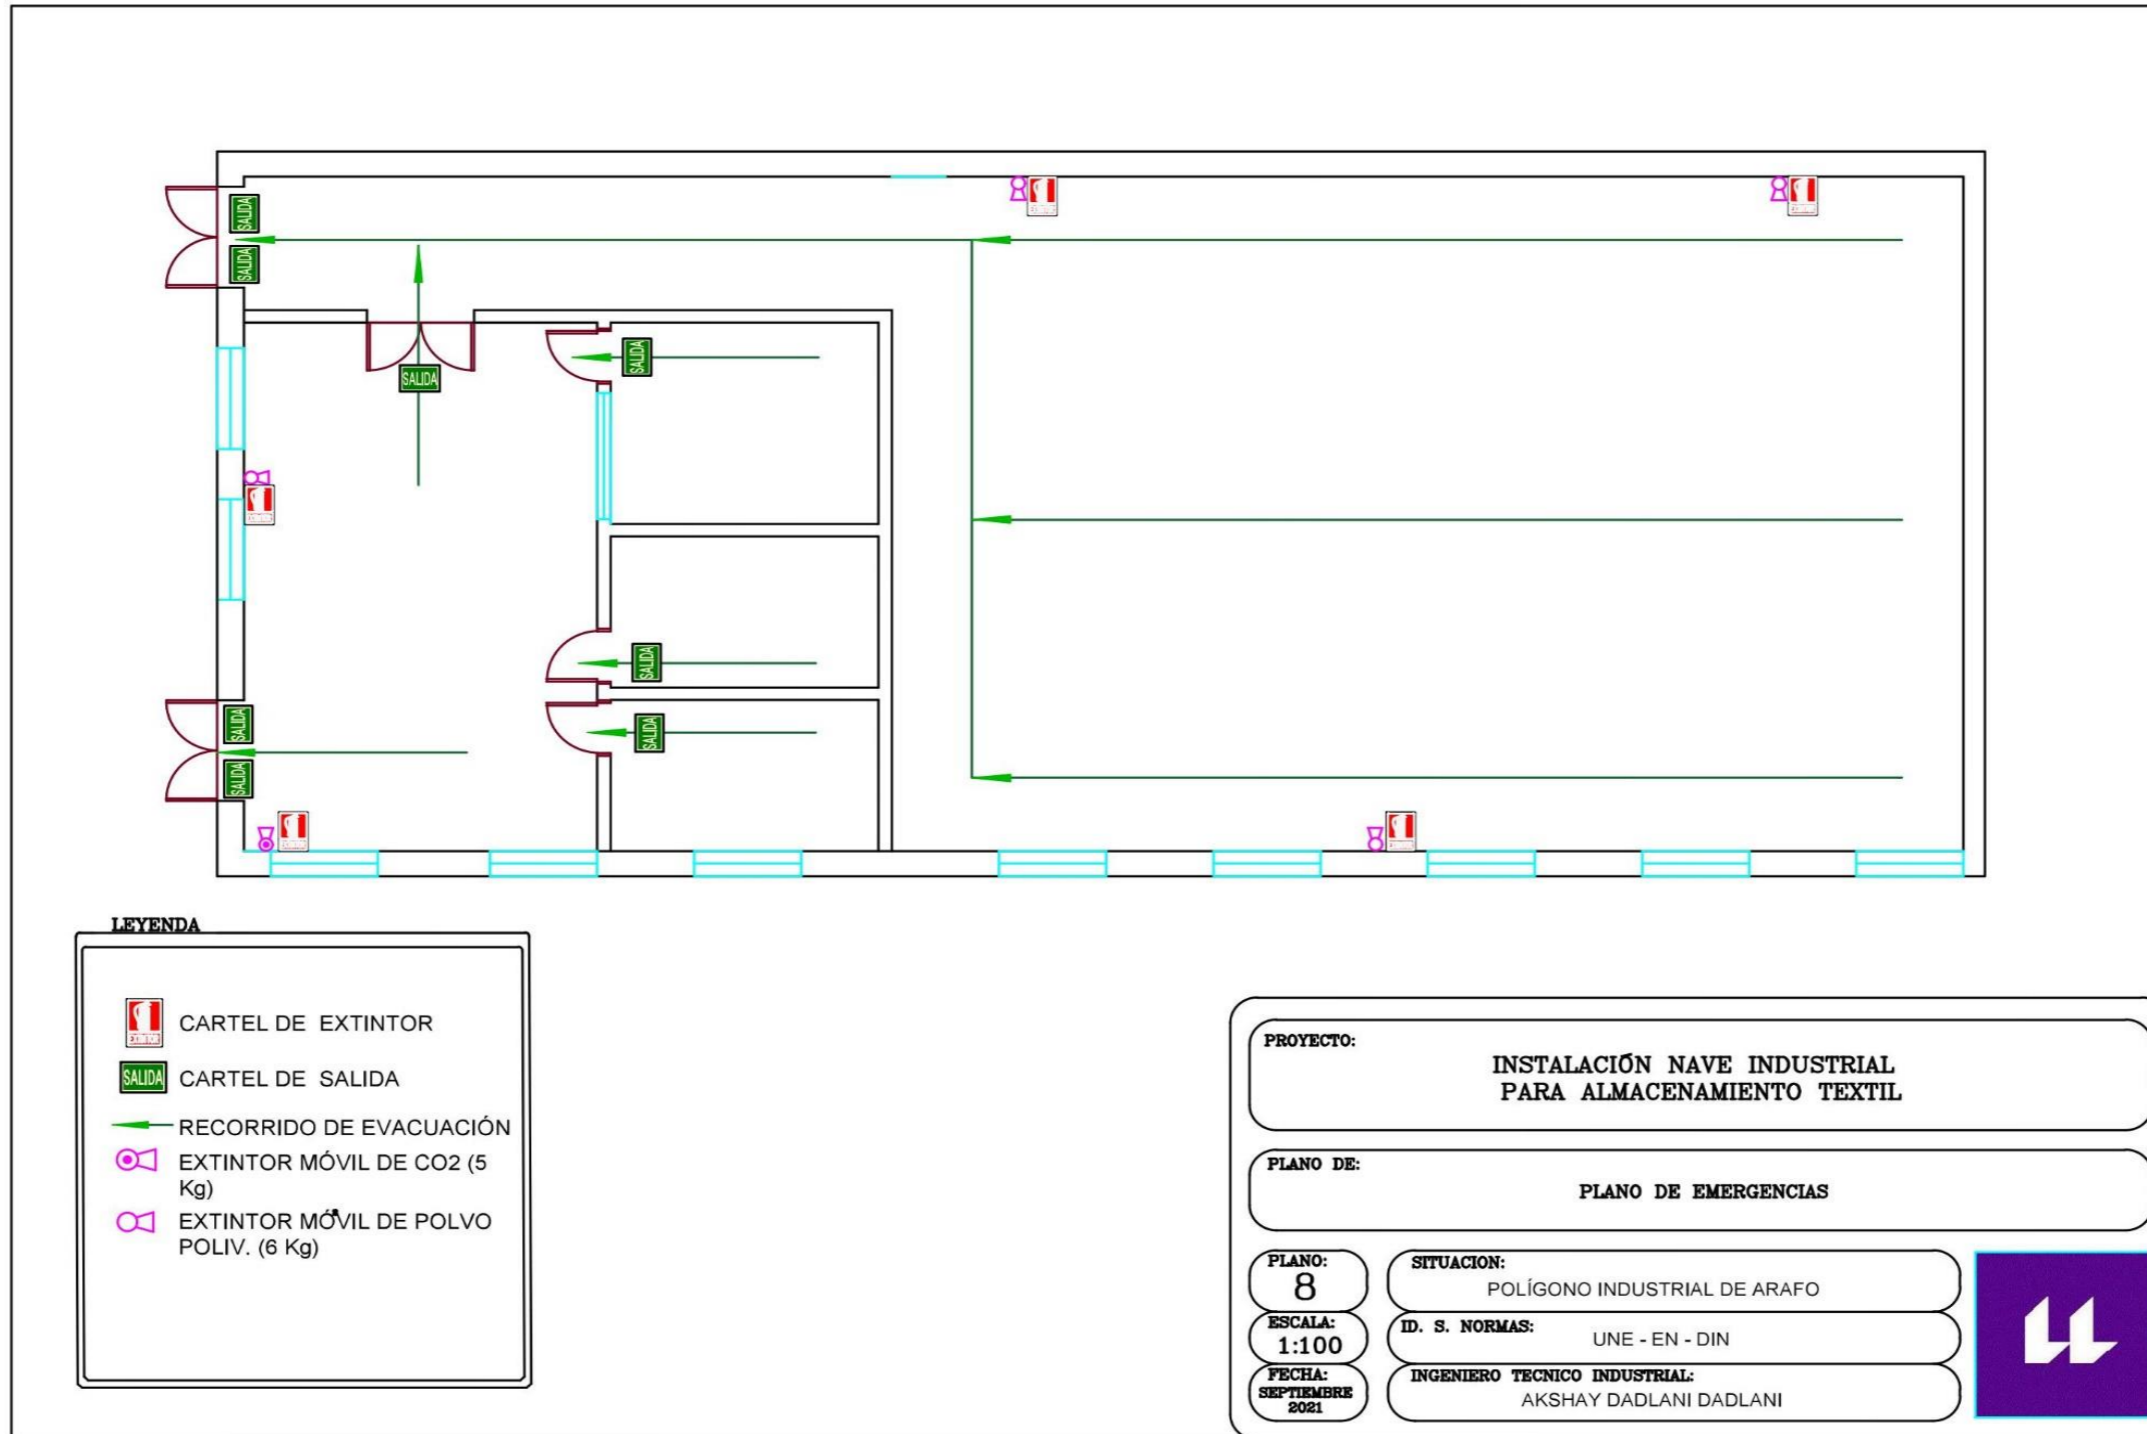 SALIDA
SALIDA
SALIDA
SALIDA
SALIDA
SALIDA
SALIDA
SALIDA
LEYENDA
CARTEL DE EXTINTOR
SALIDA CARTEL DE SALIDA
RECORRIDO DE EVACUACIÓN
EXTINTOR MÓVIL DE CO2 (5
Kg)
EXTINTOR MÓVIL DE POLVO
POLIV. (6 Kg)
PROYECTO:
INSTALACIÓN NAVE INDUSTRIAL
PARA ALMACENAMIENTO TEXTIL
PLANO DE:
PLANO DE EMERGENCIAS
PLANO:
8
ESCALA:
1:100
FECHA:
SEPTIEMBRE
2021
SITUACION:
POLÍGONO INDUSTRIAL DE ARAFO
ID. S. NORMAS:
UNE - EN - DIN
INGENIERO TECNICO INDUSTRIAL:
AKSHAY DADLANI DADLANI